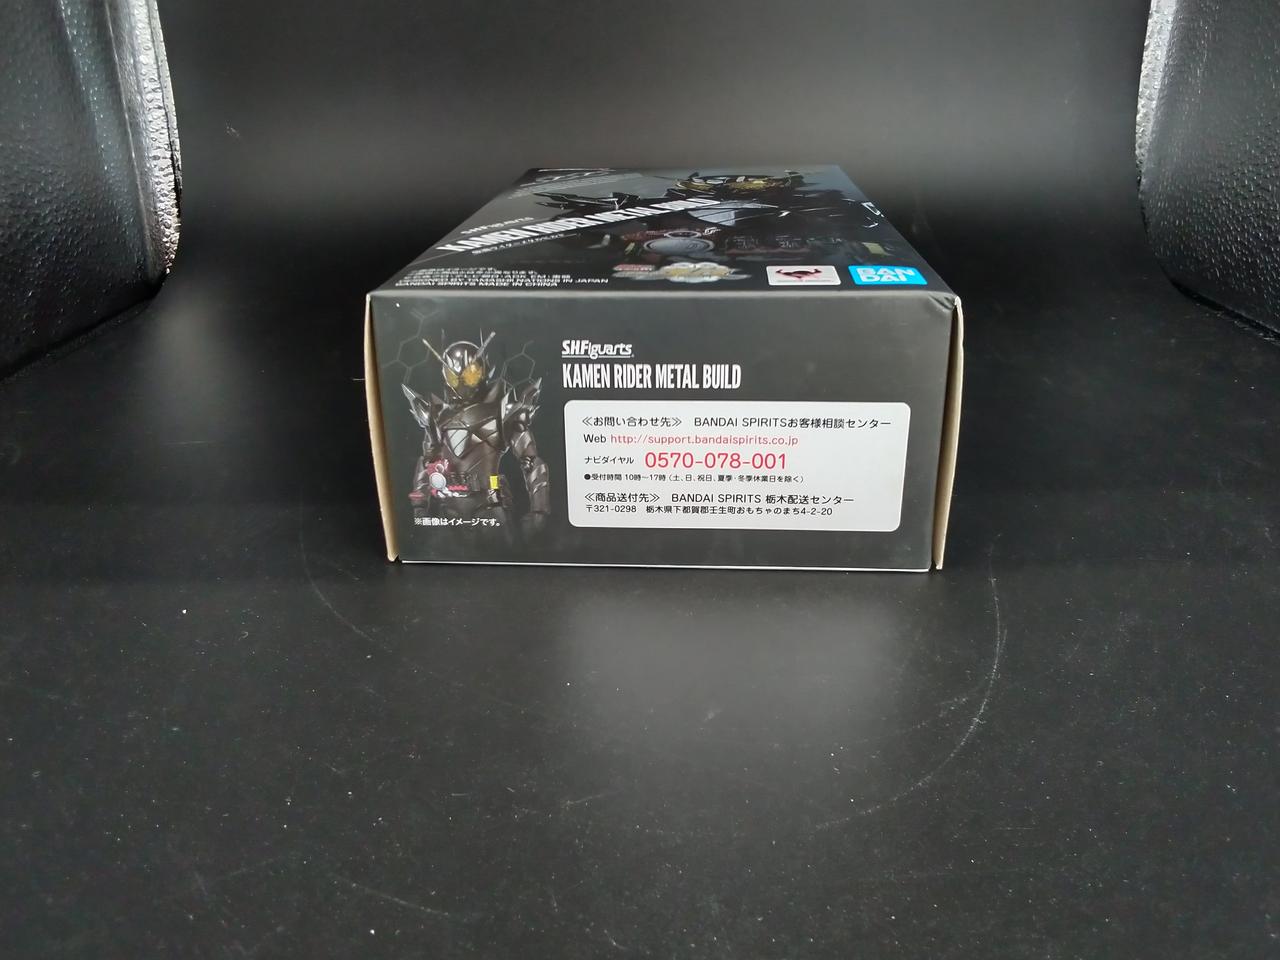 S.H.Figuarts
KAMEN RIDER METAL BUILD
BANDAI SPIRITS MADE IN CHINA
BAN
DAI
S.H.Figuarts
KAMEN RIDER METAL BUILD
≪お問い合わせ先≫ BANDAI SPIRITSお客様相談センター
Web http://support.bandaispirits.co.jp
ナビダイヤル 0570-078-001
●受付時間 10時〜17時（土、日、祝日、夏季・冬季休業日を除く）
≪商品送付先≫ BANDAI SPIRITS 栃木配送センター
〒321-0298 栃木県下都賀郡壬生町おもちゃのまち4-2-20
※画像はイメージです。